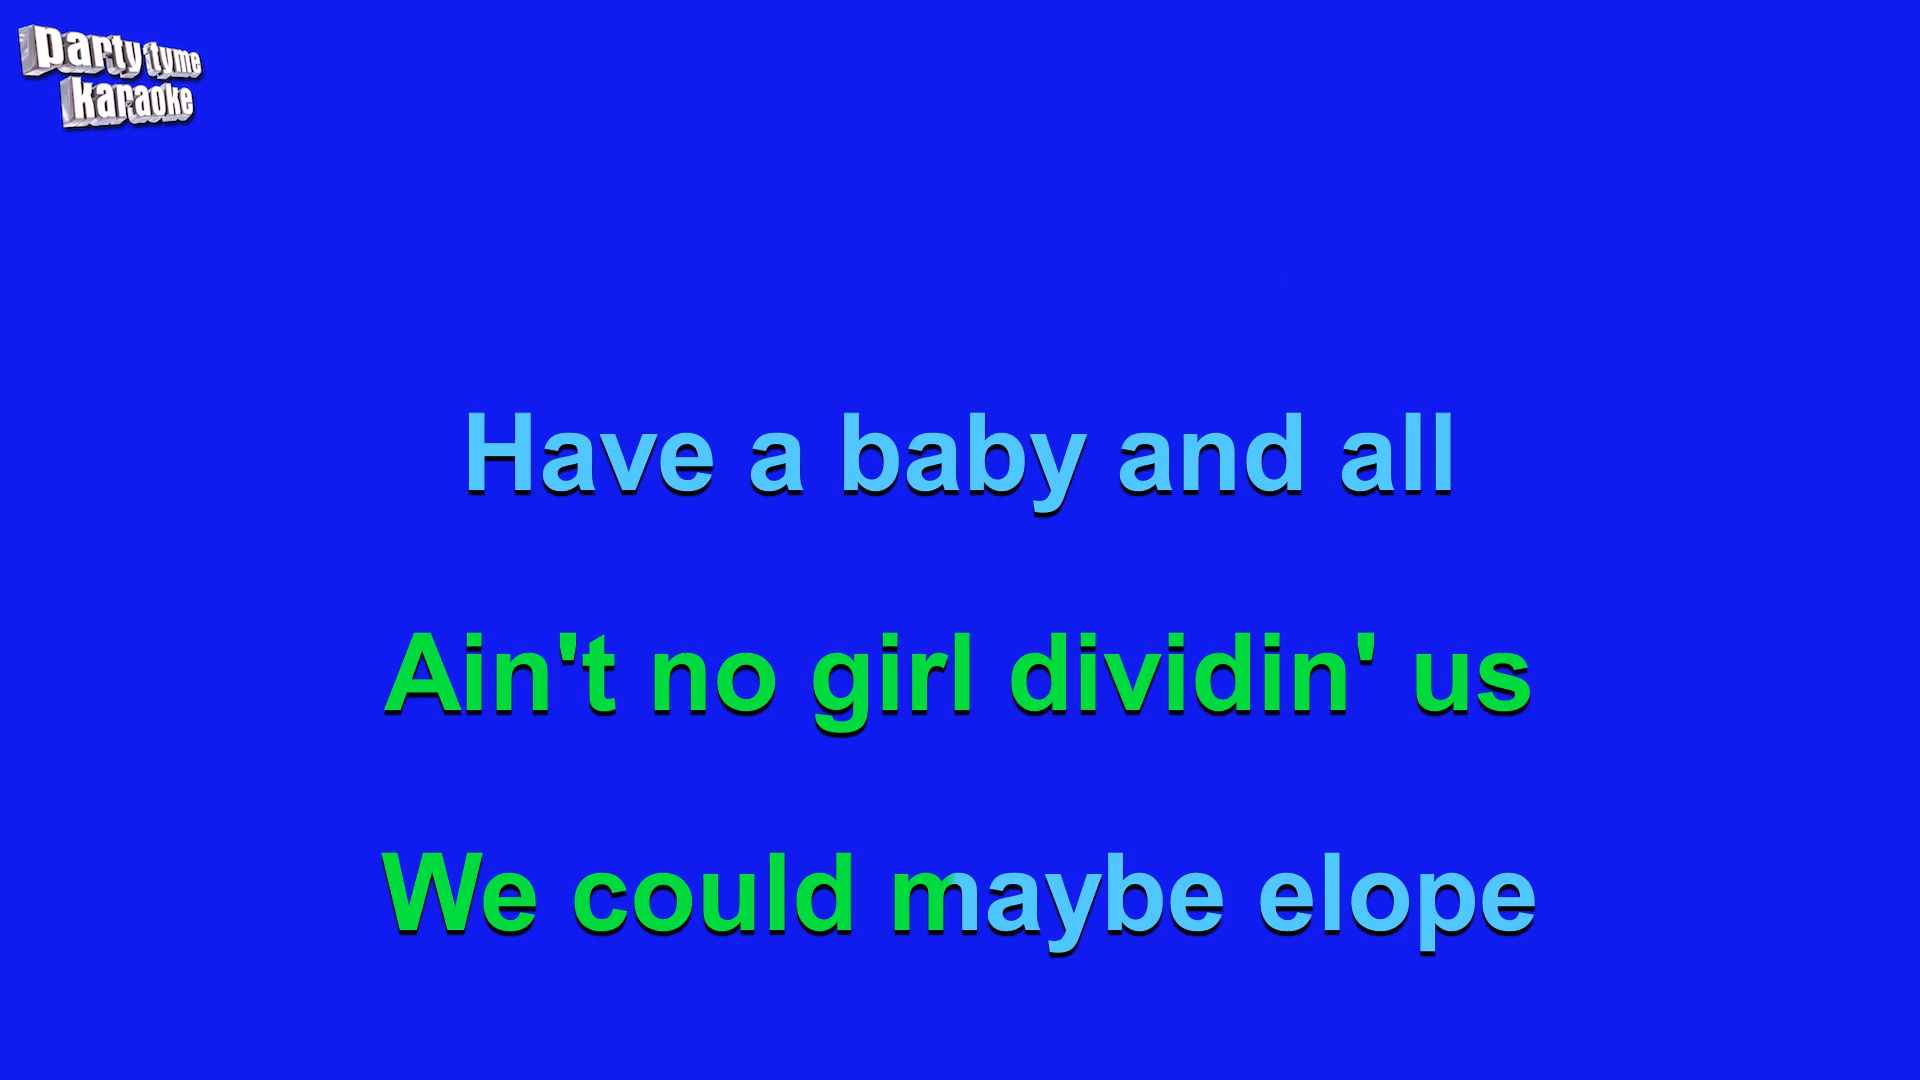 party tyme
karaoke
Have a baby and all
Ain't no girl dividin' us
We could maybe elope